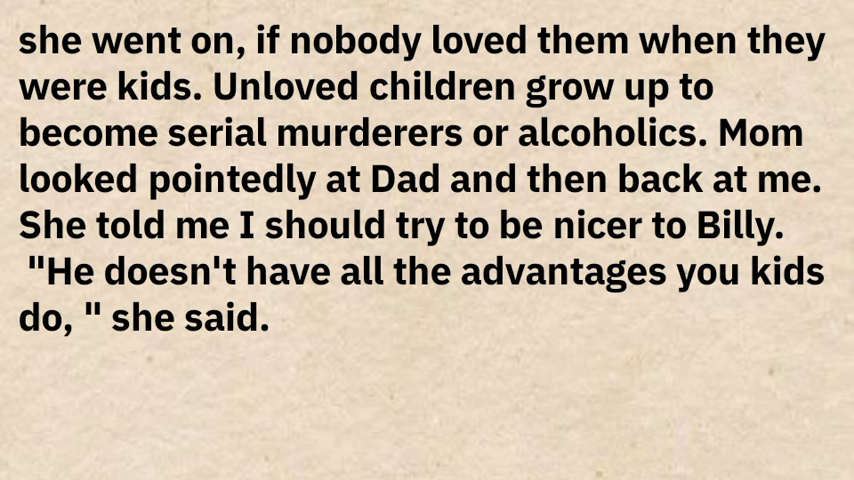 she went on, if nobody loved them when they
were kids. Unloved children grow up to
become serial murderers or alcoholics. Mom
looked pointedly at Dad and then back at me.
She told me I should try to be nicer to Billy.
"He doesn't have all the advantages you kids
do, " she said.